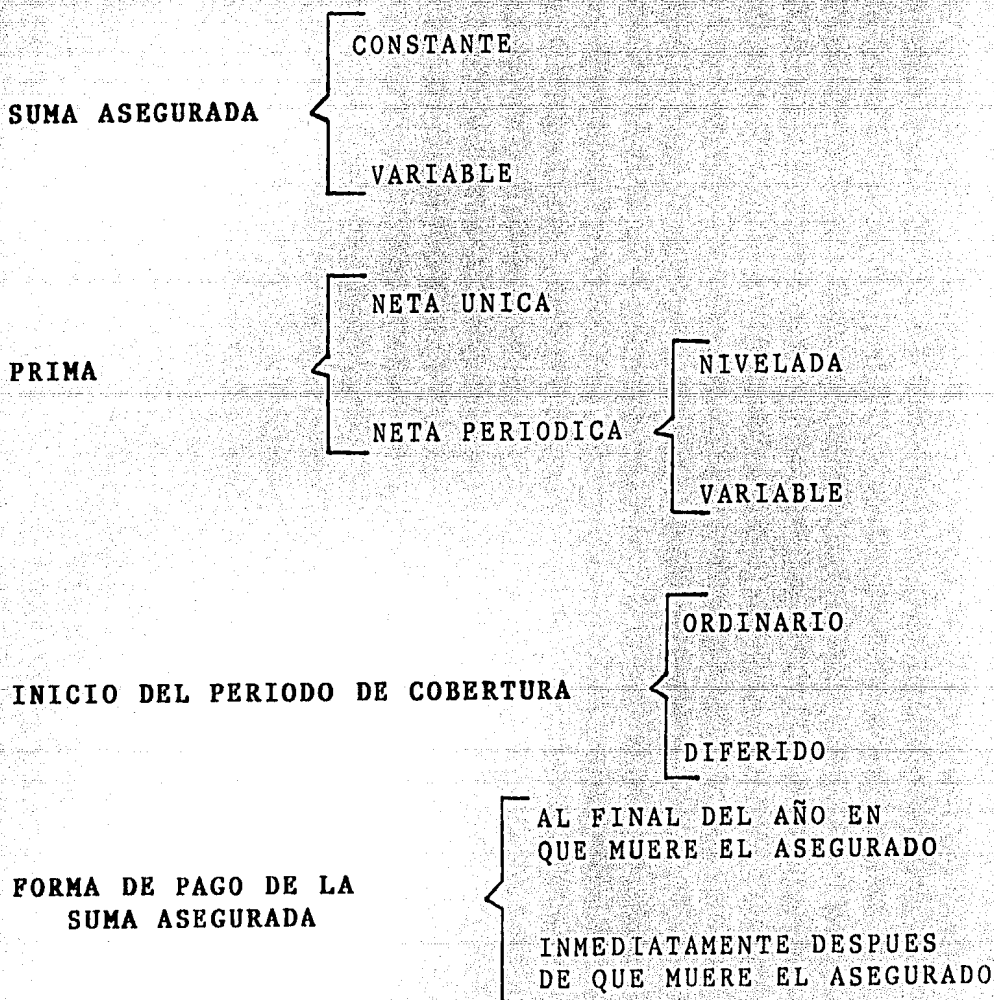 CONSTANTE
SUMA ASEGURADA
VARIABLE
NETA UNICA
PRIMA
NIVELADA
NETA PERIODICA
VARIABLE
ORDINARIO
INICIO DEL PERIODO DE COBERTURA
DIFERIDO
AL FINAL DEL AÑO EN
QUE MUERE EL ASEGURADO
FORMA DE PAGO DE LA
SUMA ASEGURADA
INMEDIATAMENTE DESPUES
DE QUE MUERE EL ASEGURADO